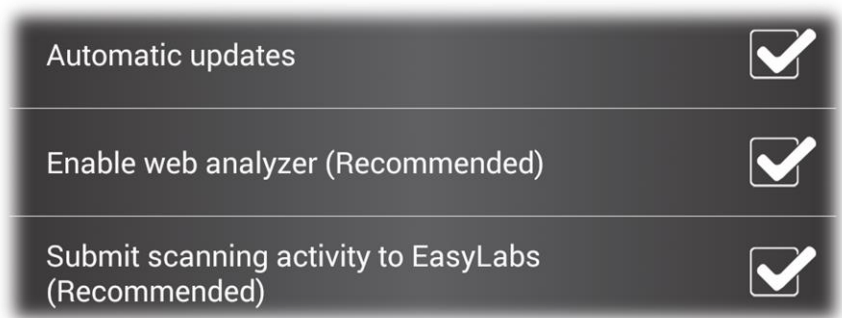 Automatic updates
Enable web analyzer (Recommended)
Submit scanning activity to EasyLabs
(Recommended)